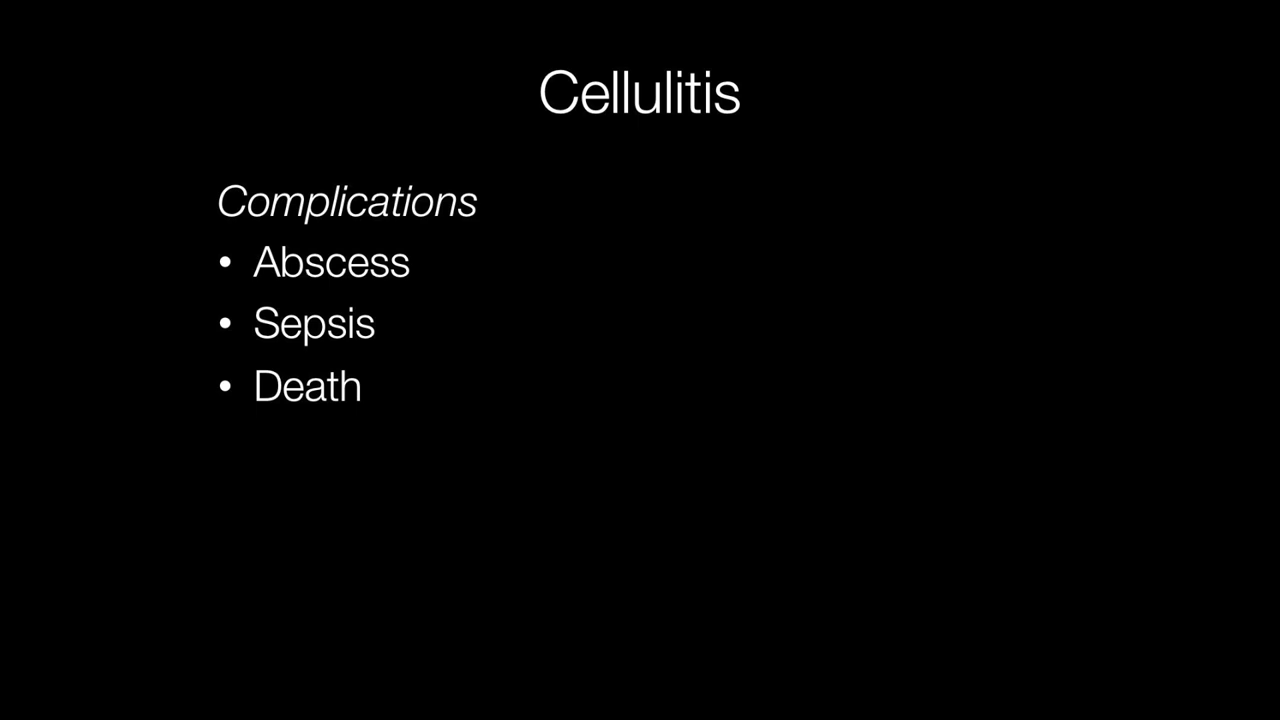 Cellulitis
Complications
• Abscess
• Sepsis
• Death